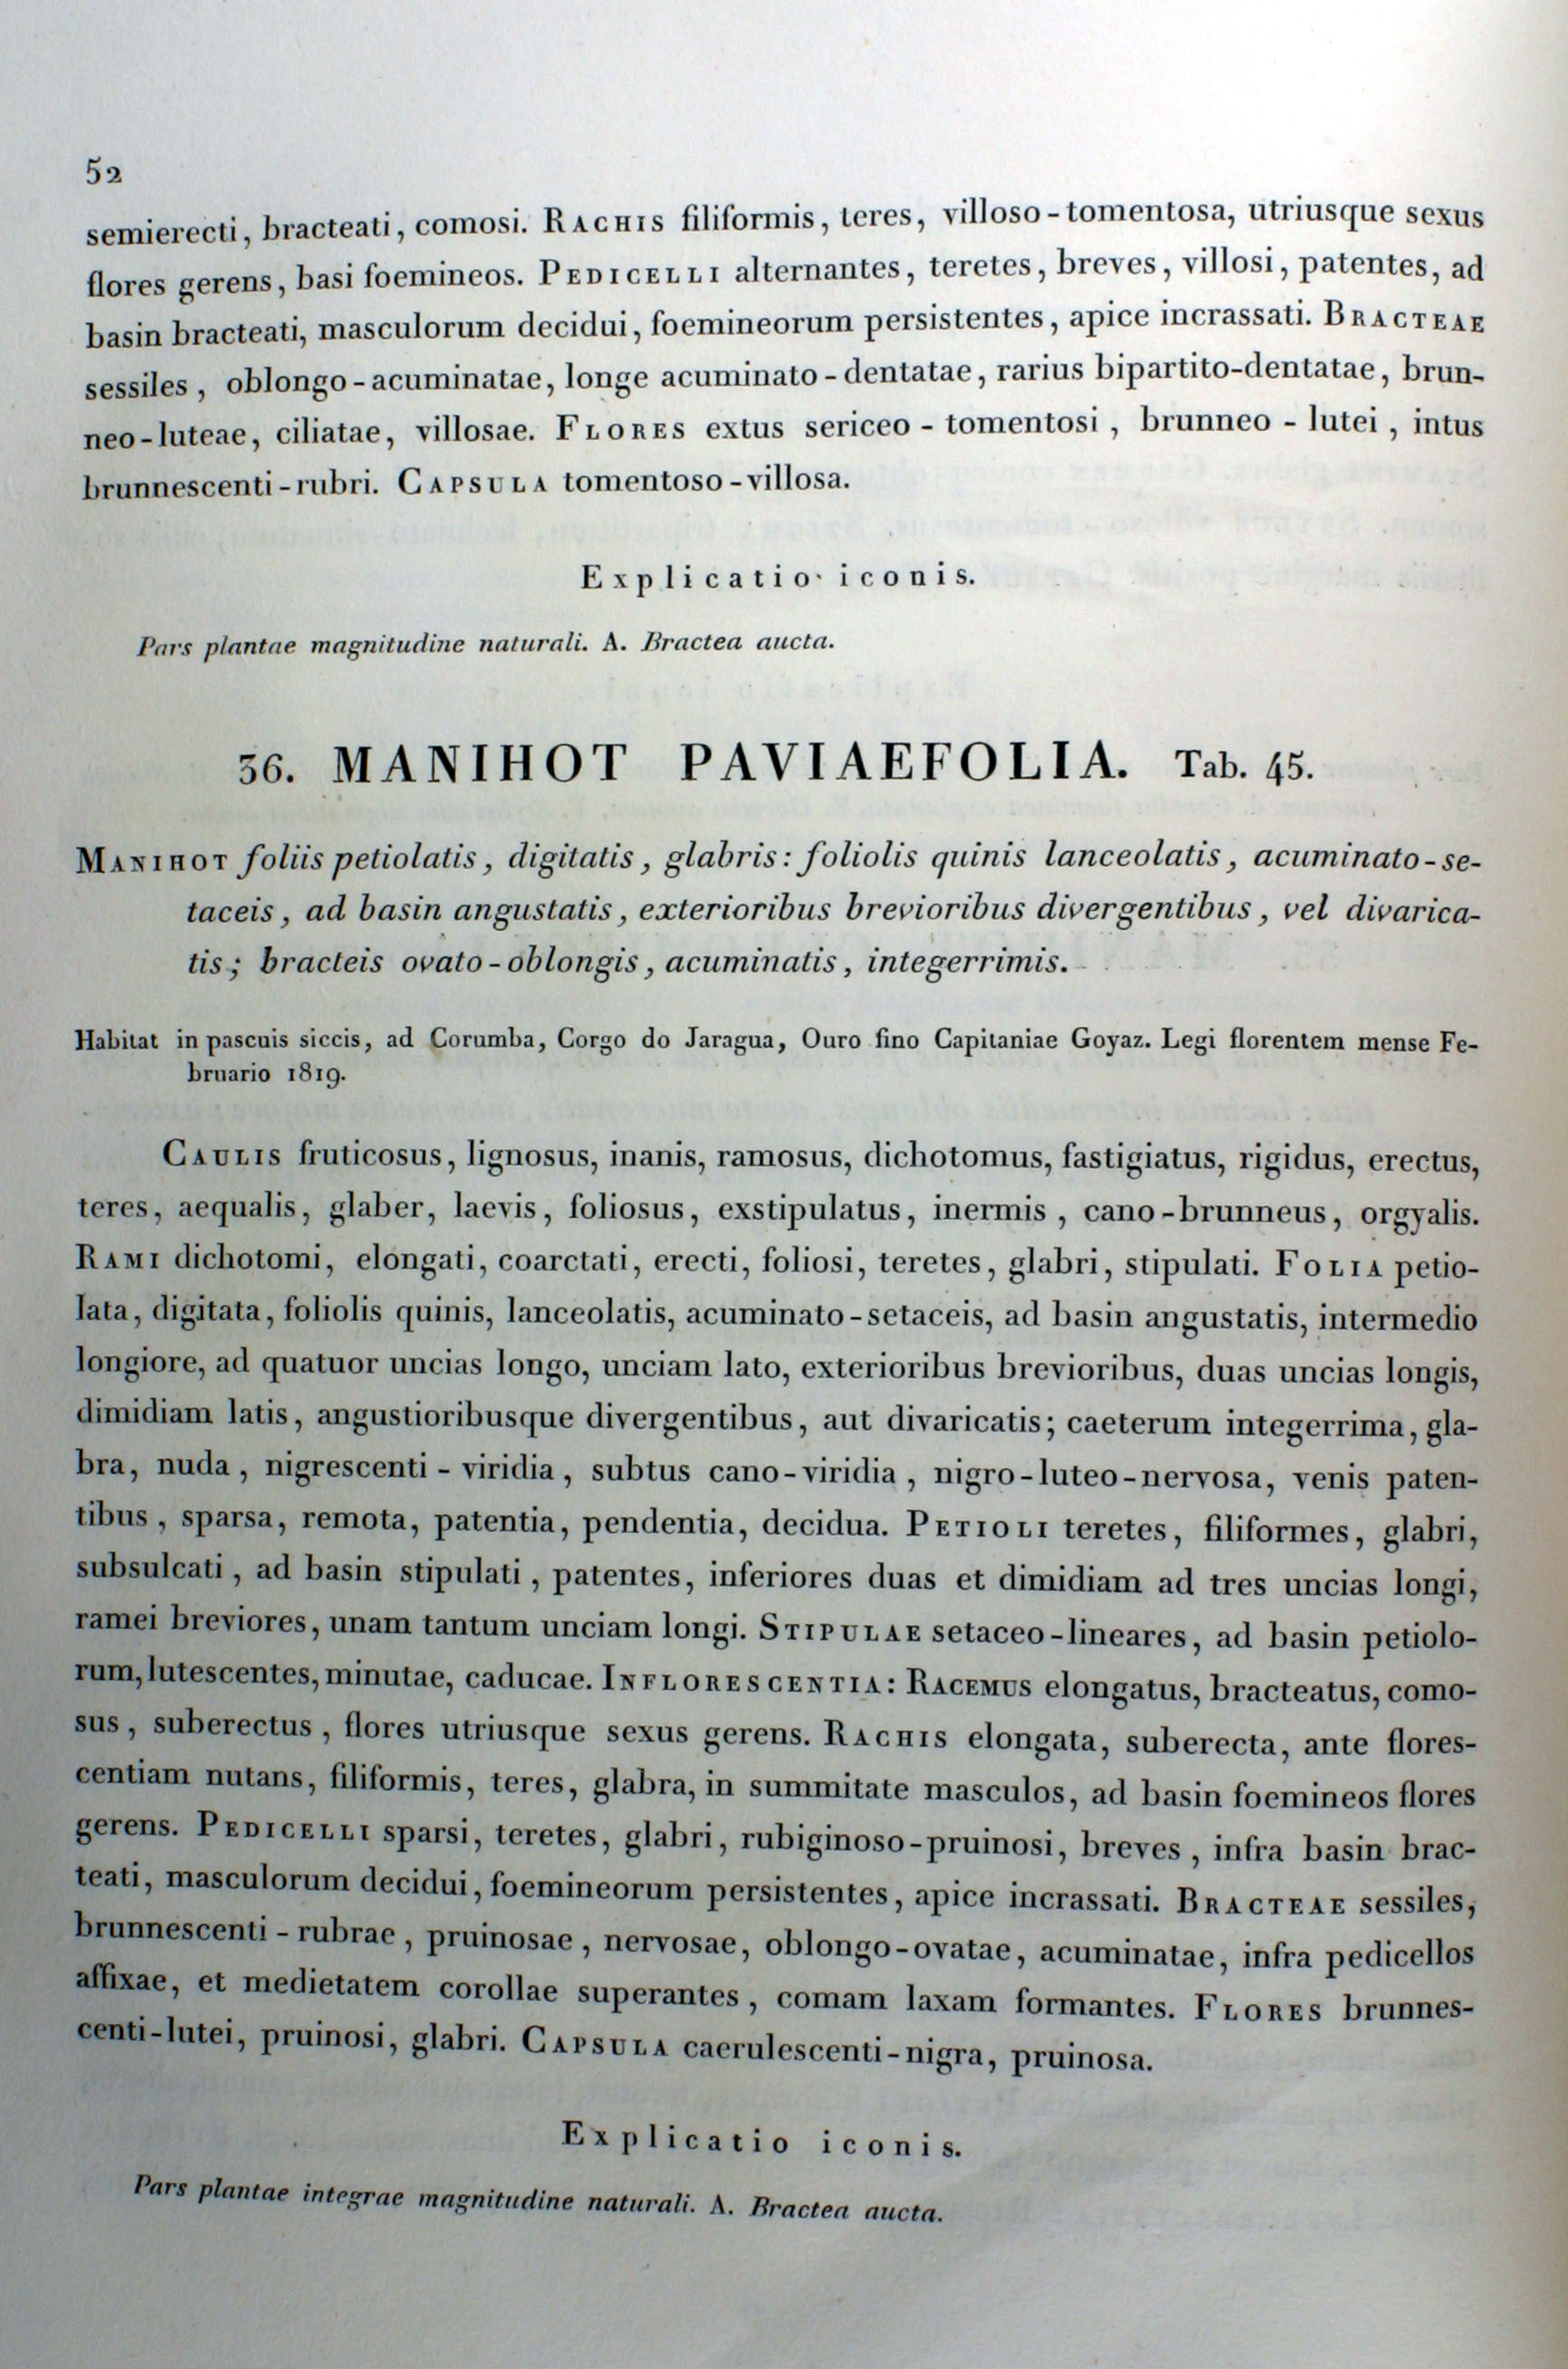 52
semierecti, bracteati, comosi. RACHIS filiformis, teres, villoso-tomentosa, utriusque sexus
flores gerens, basi foemineos. PEDICELLI alternantes, teretes, breves, villosi, patentes, ad
basin bracteati, masculorum decidui, foemineorum persistentes, apice incrassati. BRACTEAE
sessiles, oblongo-acuminatae, longe acuminato-dentatae, rarius bipartito-dentatae, brun-
neo-luteae, ciliatae, villosae. FLORES extus sericeo-tomentosi, brunneo-lutei, intus
brunnescenti-rubri. CAPSULA tomentoso-villosa.
Explicatio iconis.
Pars plantae magnitudine naturali. A. Bractea aucta.
36. MANIHOT PAVIAEFOLIA. Tab. 45.
MANIHOT foliis petiolatis, digitatis, glabris: foliolis quinis lanceolatis, acuminato-se-
taceis, ad basin angustatis, exterioribus brevioribus divergentibus, vel divarica-
tis; bracteis ovato-oblongis, acuminatis, integerrimis.
Habitat in pascuis siccis, ad Corumba, Corgo do Jaragua, Ouro fino Capitaniae Goyaz. Legi florentem mense Fe-
bruario 1819.
CAULIS fruticosus, lignosus, inanis, ramosus, dichotomus, fastigiatus, rigidus, erectus,
teres, aequalis, glaber, laevis, foliosus, exstipulatus, inermis, cano-brunneus, orgyalis.
RAMI dichotomi, elongati, coarctati, erecti, foliosi, teretes, glabri, stipulati. FOLIA petio-
lata, digitata, foliolis quinis, lanceolatis, acuminato-setaceis, ad basin angustatis, intermedio
longiore, ad quatuor uncias longo, unciam lato, exterioribus brevioribus, duas uncias longis,
dimidiam latis, angustioribusque divergentibus, aut divaricatis; caeterum integerrima, gla-
bra, nuda, nigrescenti-viridia, subtus cano-viridia, nigro-luteo-nervosa, venis paten-
tibus, sparsa, remota, patentia, pendentia, decidua. PETIOLI teretes, filiformes, glabri,
subsulcati, ad basin stipulati, patentes, inferiores duas et dimidiam ad tres uncias longi,
ramei breviores, unam tantum unciam longi. STIPULAE setaceo-lineares, ad basin petiolo-
rum, lutescentes, minutae, caducae. INFLORESCENTIA: RACEMUS elongatus, bracteatus, como-
sus, suberectus, flores utriusque sexus gerens. RACHIS elongata, suberecta, ante flores-
centiam nutans, filiformis, teres, glabra, in summitate masculos, ad basin foemineos flores
gerens. PEDICELLI sparsi, teretes, glabri, rubiginoso-pruinosi, breves, infra basin brac-
teati, masculorum decidui, foemineorum persistentes, apice incrassati. BRACTEAE sessiles,
brunnescenti-rubrae, pruinosae, nervosae, oblongo-ovatae, acuminatae, infra pedicellos
affixae, et medietatem corollae superantes, comam laxam formantes. FLORES brunnes-
centi-lutei, pruinosi, glabri. CAPSULA caerulescenti-nigra, pruinosa.
Explicatio iconis.
Pars plantae integrae magnitudine naturali. A. Bractea aucta.